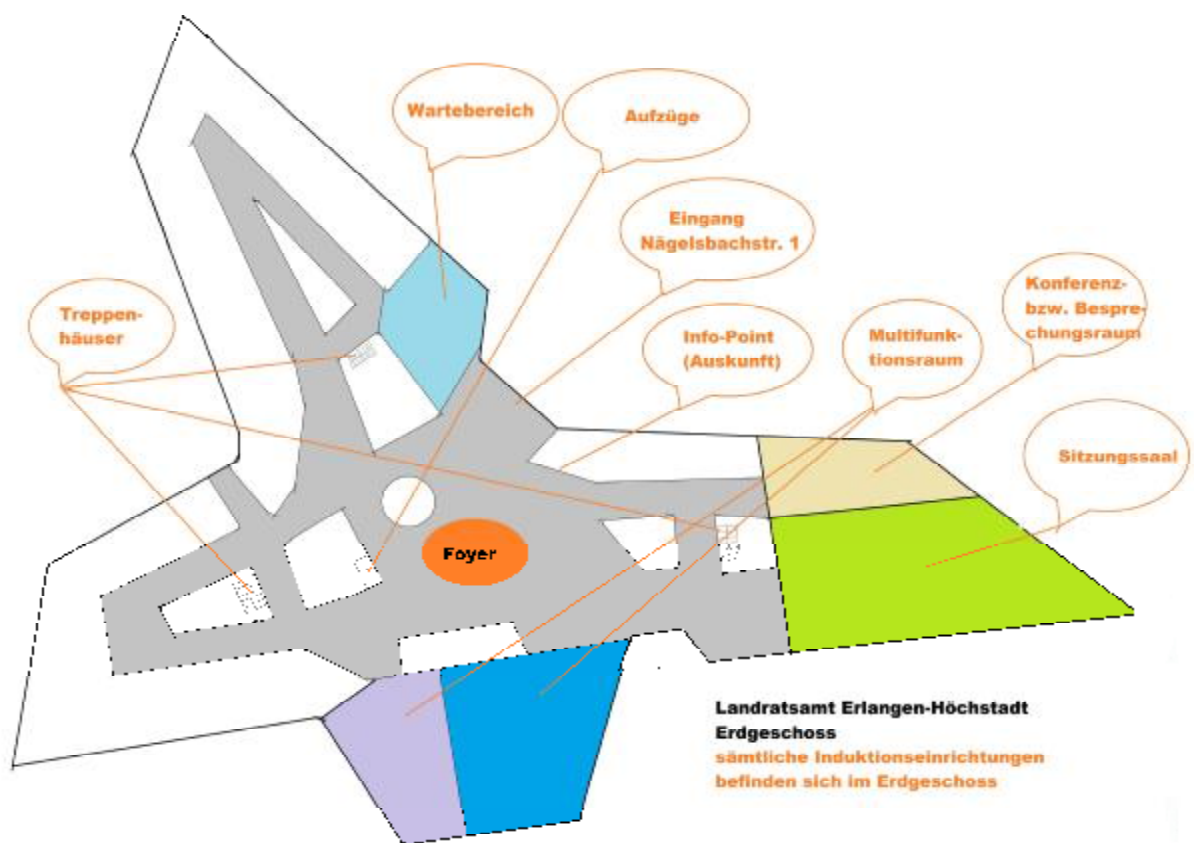 Wartebereich
Aufzüge
Eingang
Nägelsbachstr. 1
Konferenz-
bzw. Bespre-
chungsraum
Treppen-
häuser
Info-Point
(Auskunft)
Multifunk-
tionsraum
Sitzungssaal
Foyer
Landratsamt Erlangen-Höchstadt
Erdgeschoss
sämtliche Induktionseinrichtungen
befinden sich im Erdgeschoss